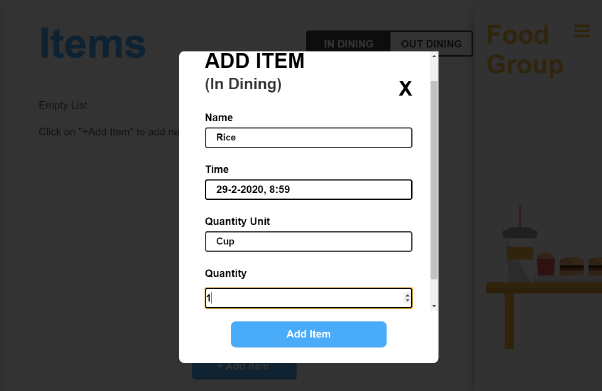 Items
IN DINING
OUT DINING
Food
Group
Empty List
Click on "+Add Item" to add ne
ADD ITEM
(In Dining)
X
Name
Rice
Time
29-2-2020, 8:59
Quantity Unit
Cup
Quantity
1
Add Item
+ Add Item